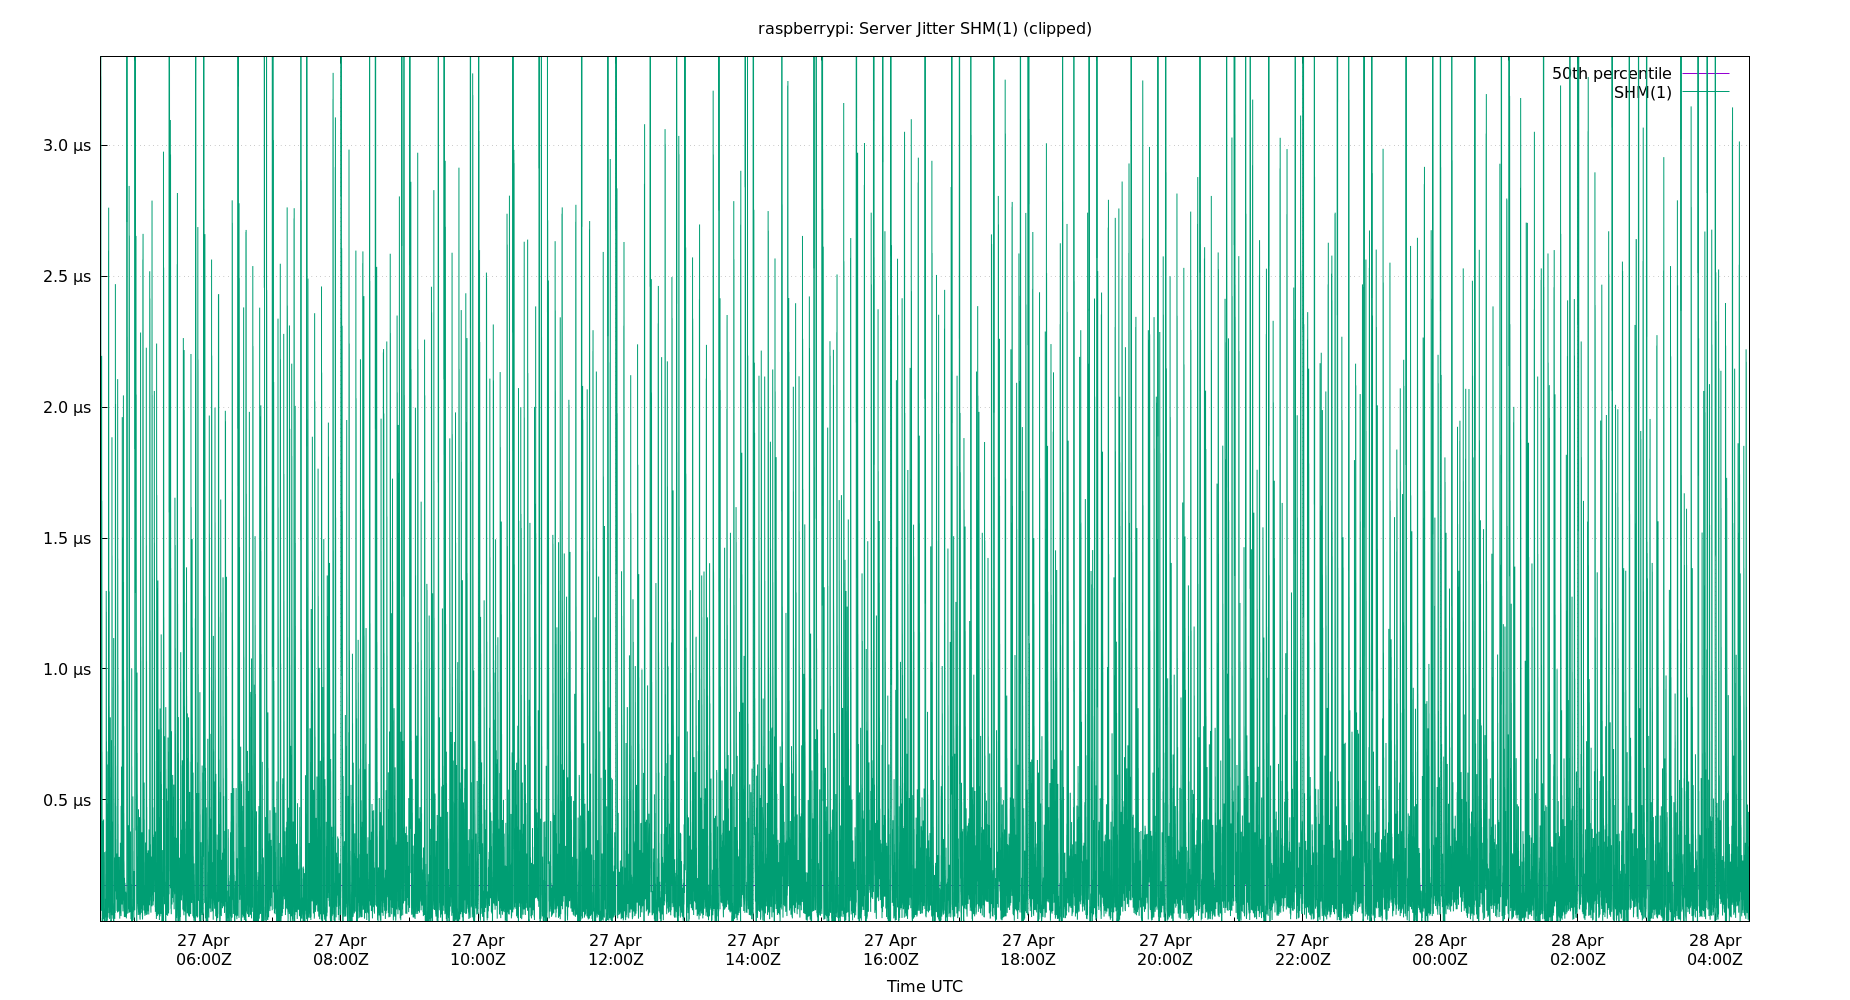 raspberrypi: Server Jitter SHM(1) (clipped)
50th percentile
SHM(1)
3.0 µs
2.5 µs
2.0 µs
1.5 µs
1.0 µs
0.5 µs
27 Apr 27 Apr 27 Apr 27 Apr 27 Apr 27 Apr 27 Apr 27 Apr 27 Apr 28 Apr 28 Apr 28 Apr
06:00Z 08:00Z 10:00Z 12:00Z 14:00Z 16:00Z 18:00Z 20:00Z 22:00Z 00:00Z 02:00Z 04:00Z
Time UTC